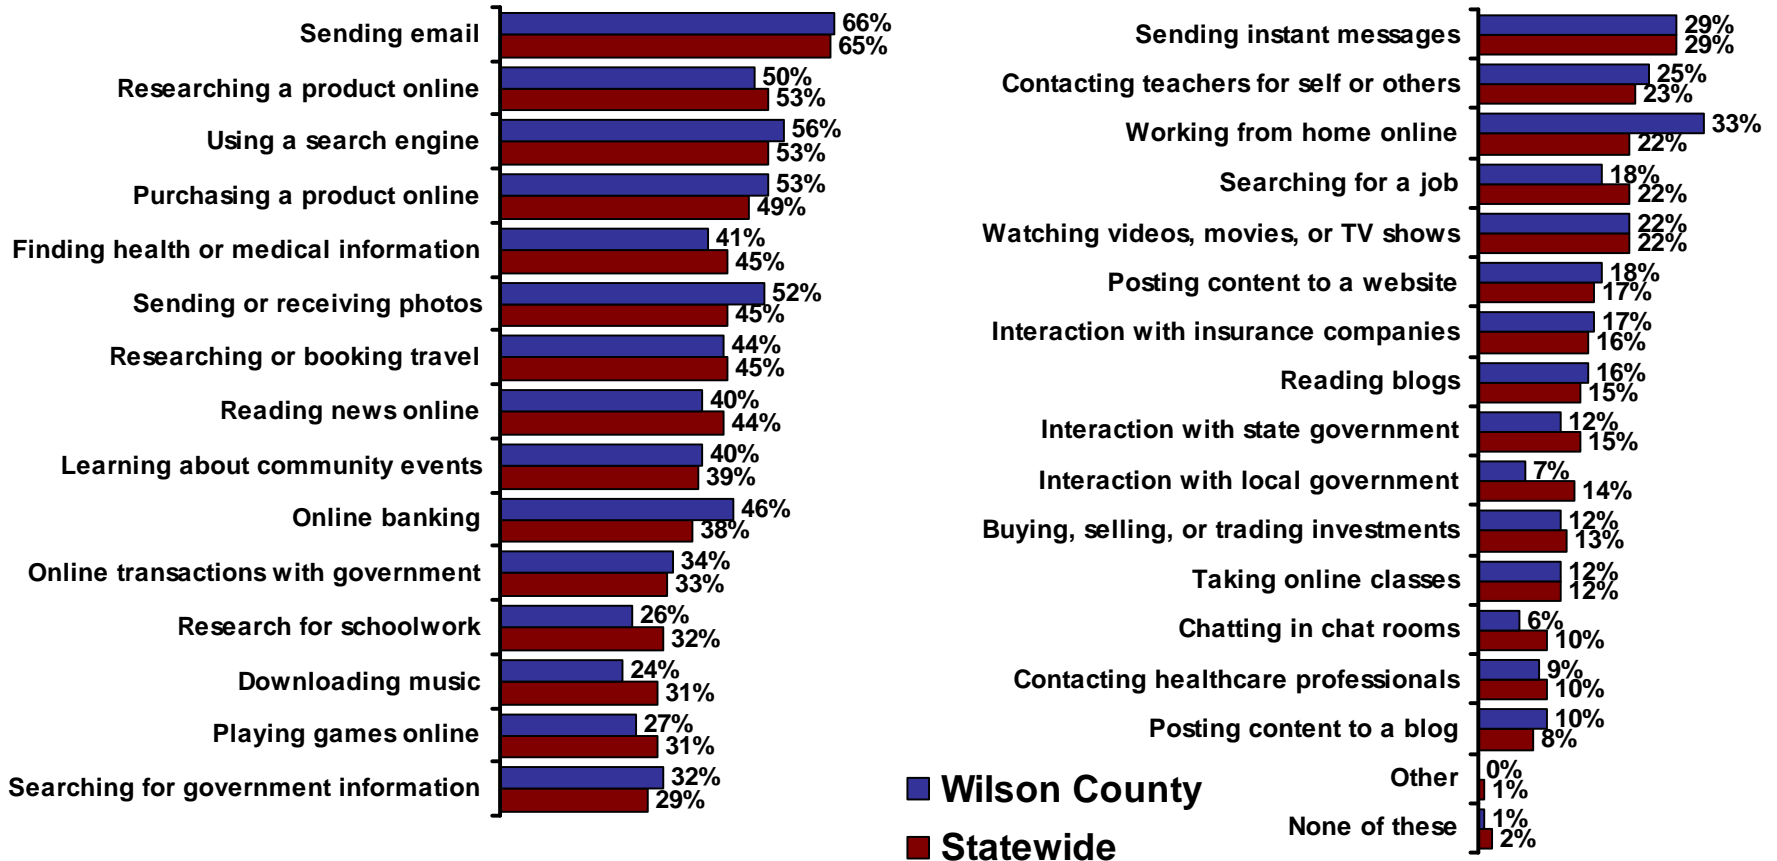 Sending email
66%
65%
Researching a product online
50%
53%
Using a search engine
56%
53%
Purchasing a product online
53%
49%
Finding health or medical information
41%
45%
Sending or receiving photos
52%
45%
Researching or booking travel
44%
45%
Reading news online
40%
44%
Learning about community events
40%
39%
Online banking
46%
38%
Online transactions with government
34%
33%
Research for schoolwork
26%
32%
Downloading music
24%
31%
Playing games online
27%
31%
Searching for government information
32%
29%
Sending instant messages
29%
29%
Contacting teachers for self or others
25%
23%
Working from home online
33%
22%
Searching for a job
18%
22%
Watching videos, movies, or TV shows
22%
22%
Posting content to a website
18%
17%
Interaction with insurance companies
17%
16%
Reading blogs
16%
15%
Interaction with state government
12%
15%
Interaction with local government
7%
14%
Buying, selling, or trading investments
12%
13%
Taking online classes
12%
12%
Chatting in chat rooms
6%
10%
Contacting healthcare professionals
9%
10%
Posting content to a blog
10%
8%
Other
0%
1%
None of these
1%
2%
Wilson County
Statewide